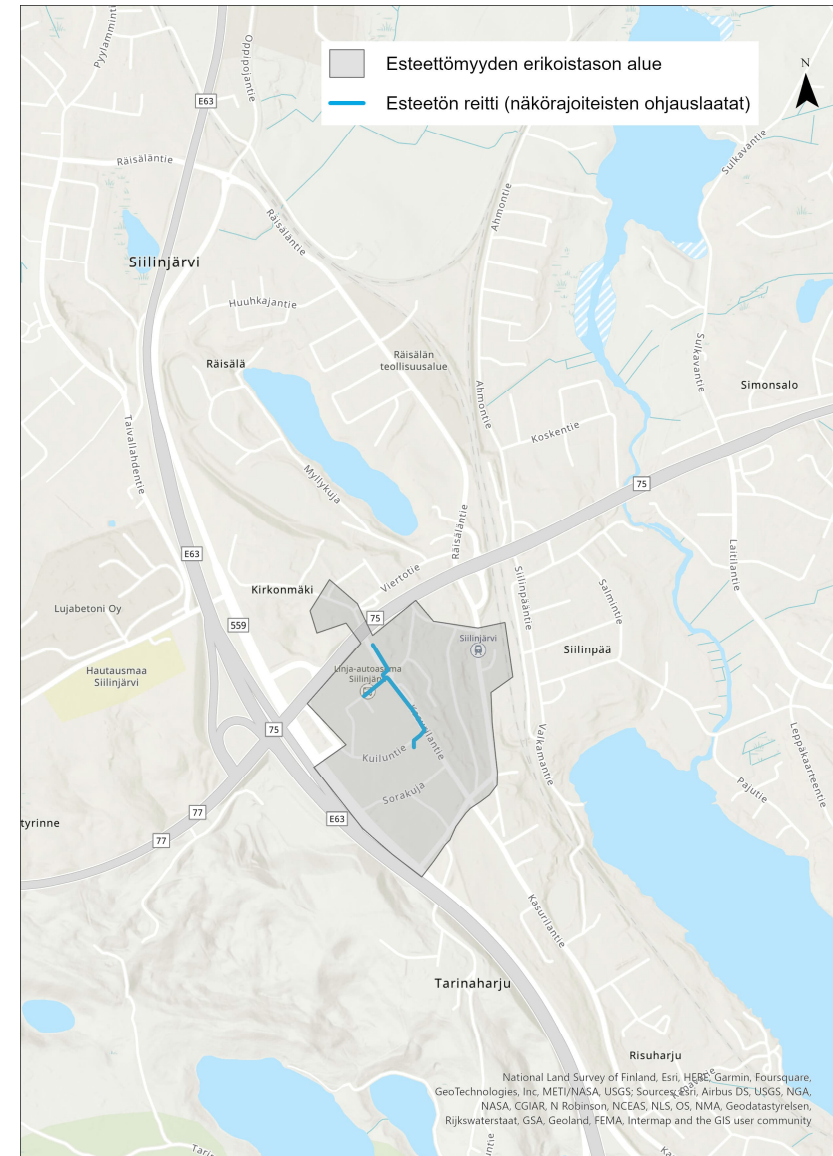 Esteettömyyden erikoistason alue
Esteetön reitti (näkörajoiteisten ohjauslaatat)
N
Pyylammintie
Oppipojantie
E63
Sulkavantie
Räisäläntie
Ahmontie
Räisäläntie
Siilinjärvi
Huuhkajantie
Räisälä
Räisälän
teollisuusalue
Sulkavantie
Simonsalo
Ahmontie
Koskentie
Taivallahdentie
Myllykuja
75
Räisäläntie
E63
Viertotie
Kirkonmäki
Siilinpääntie
Salmintie
Laitilantie
Lujabetoni Oy
559
75
Siilinjärvi
Siilinpää
Hautausmaa
Siilinjärvi
Linja-autoasema
Siilinjärvi
75
Kasurilantie
Kuiluntie
Valkamantie
Leppäkaarteentie
Sorakuja
Pajutie
77
E63
tyrinne
77
Kasurilantie
Tarinaharju
Risuharju
National Land Survey of Finland, Esri, HERE, Garmin, Foursquare,
GeoTechnologies, Inc, METI/NASA, USGS; Sources: Esri, Airbus DS, USGS, NGA,
NASA, CGIAR, N Robinson, NCEAS, NLS, OS, NMA, Geodatastyrelsen,
Rijkswaterstaat, GSA, Geoland, FEMA, Intermap and the GIS user community